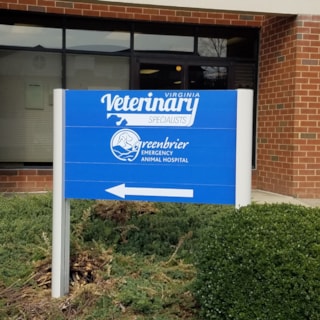 VIRGINIA
Veterinary
SPECIALISTS
greenbrier
EMERGENCY
ANIMAL HOSPITAL